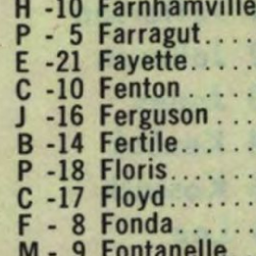 H -10 Farnhamville
P - 5 Farragut....
E -21 Fayette.....
C -10 Fenton......
J -16 Ferguson ...
B -14 Fertile......
P -18 Floris.......
C -17 Floyd.......
F - 8 Fonda.......
M - 9 Fontanelle..